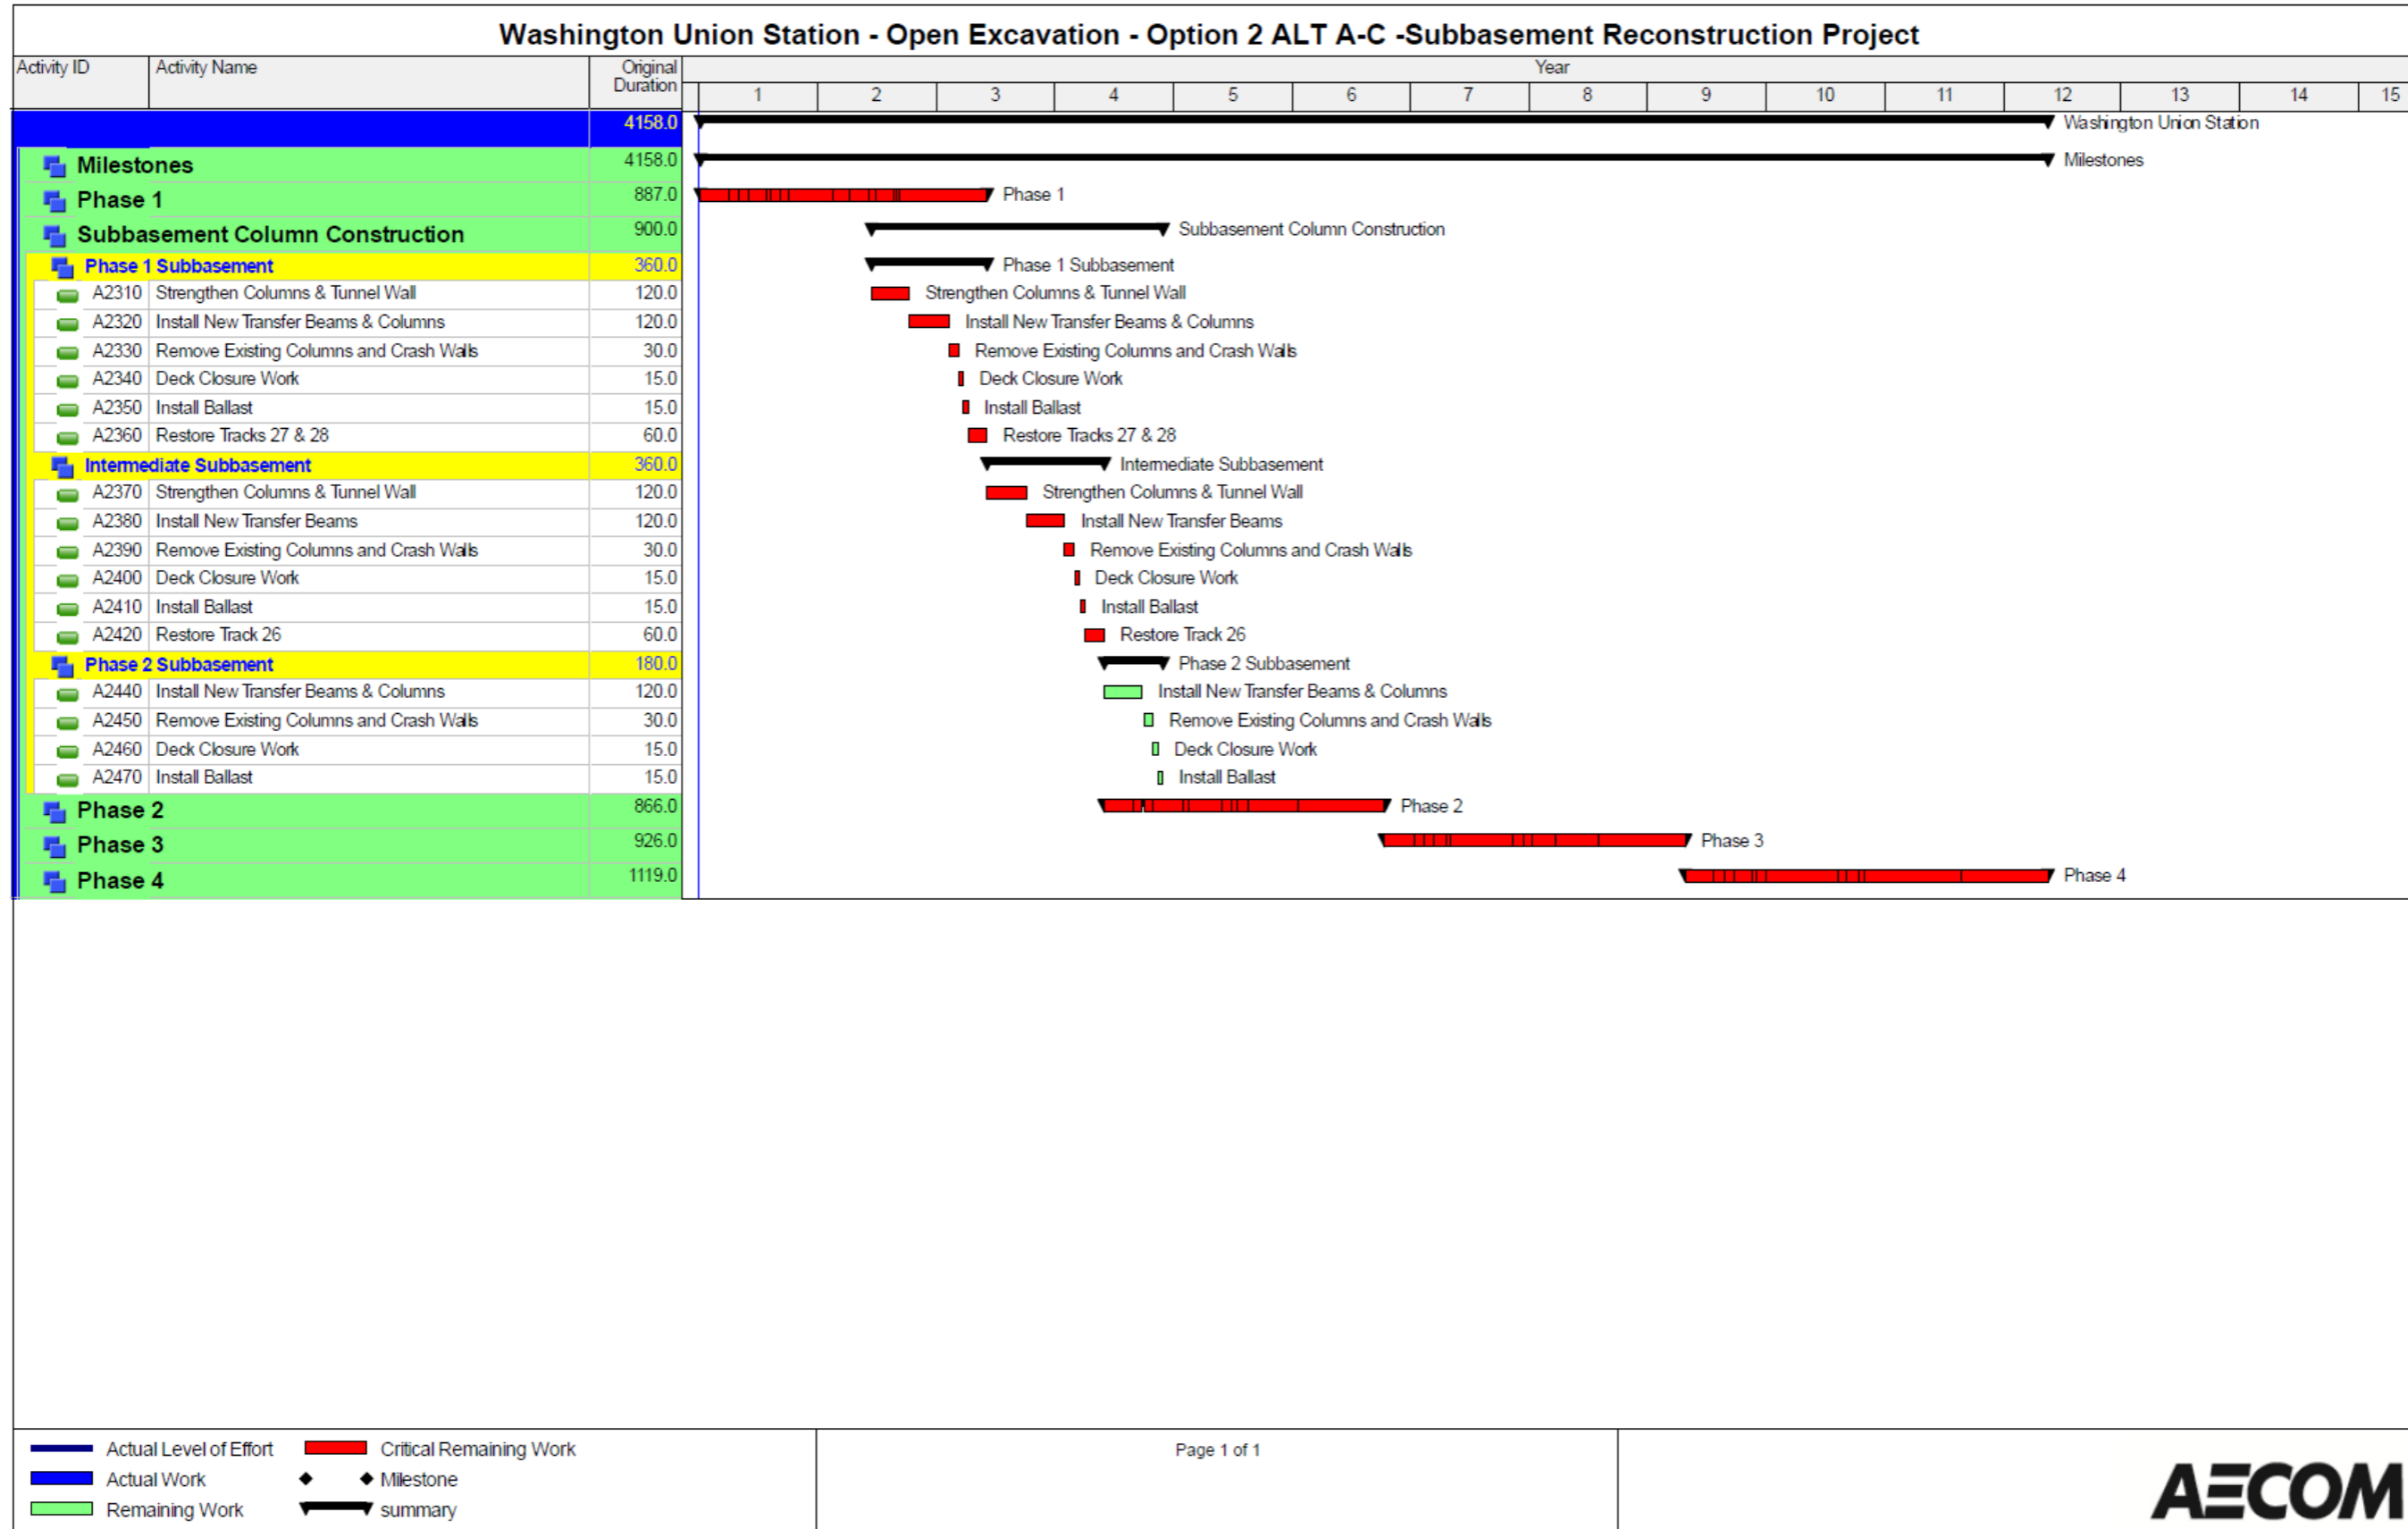 Washington Union Station - Open Excavation - Option 2 ALT A-C -Subbasement Reconstruction Project
Activity ID Activity Name Original Duration Year
1 2 3 4 5 6 7 8 9 10 11 12 13 14 15
4158.0 Washington Union Station
Milestones 4158.0 Milestones
Phase 1 887.0 Phase 1
Subbasement Column Construction 900.0 Subbasement Column Construction
Phase 1 Subbasement 360.0 Phase 1 Subbasement
A2310 Strengthen Columns & Tunnel Wall 120.0 Strengthen Columns & Tunnel Wall
A2320 Install New Transfer Beams & Columns 120.0 Install New Transfer Beams & Columns
A2330 Remove Existing Columns and Crash Walls 30.0 Remove Existing Columns and Crash Walls
A2340 Deck Closure Work 15.0 Deck Closure Work
A2350 Install Ballast 15.0 Install Ballast
A2360 Restore Tracks 27 & 28 60.0 Restore Tracks 27 & 28
Intermediate Subbasement 360.0 Intermediate Subbasement
A2370 Strengthen Columns & Tunnel Wall 120.0 Strengthen Columns & Tunnel Wall
A2380 Install New Transfer Beams 120.0 Install New Transfer Beams
A2390 Remove Existing Columns and Crash Walls 30.0 Remove Existing Columns and Crash Walls
A2400 Deck Closure Work 15.0 Deck Closure Work
A2410 Install Ballast 15.0 Install Ballast
A2420 Restore Track 26 60.0 Restore Track 26
Phase 2 Subbasement 180.0 Phase 2 Subbasement
A2440 Install New Transfer Beams & Columns 120.0 Install New Transfer Beams & Columns
A2450 Remove Existing Columns and Crash Walls 30.0 Remove Existing Columns and Crash Walls
A2460 Deck Closure Work 15.0 Deck Closure Work
A2470 Install Ballast 15.0 Install Ballast
Phase 2 866.0 Phase 2
Phase 3 926.0 Phase 3
Phase 4 1119.0 Phase 4
Actual Level of Effort Critical Remaining Work
Actual Work Milestone
Remaining Work summary
Page 1 of 1
AECOM